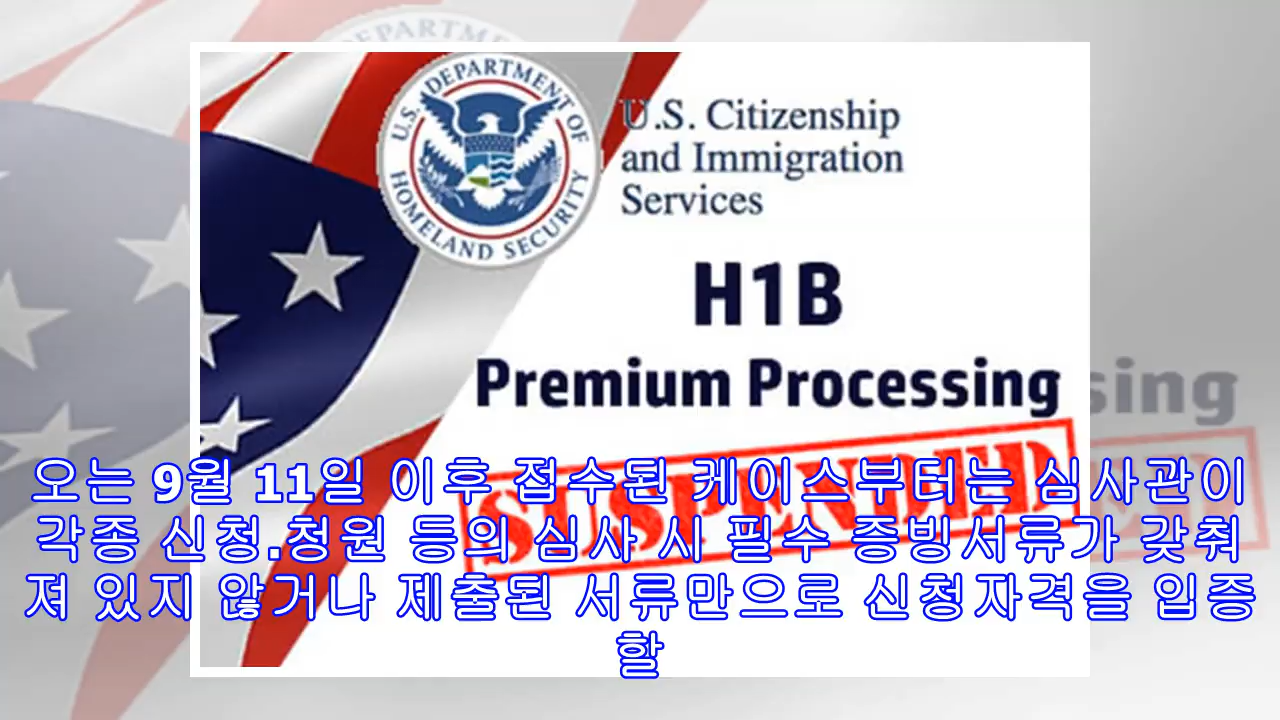 U.S. DEPARTMENT OF
HOMELAND SECURITY
U.S. Citizenship
and Immigration
Services
H1B
Premium Processing
SUSPENDED
오는 9월 11일 이후 접수된 케이스부터는 심사관이
각종 신청.청원 등의 심사 시 필수 증빙서류가 갖춰
져 있지 않거나 제출된 서류만으로 신청자격을 입증
할